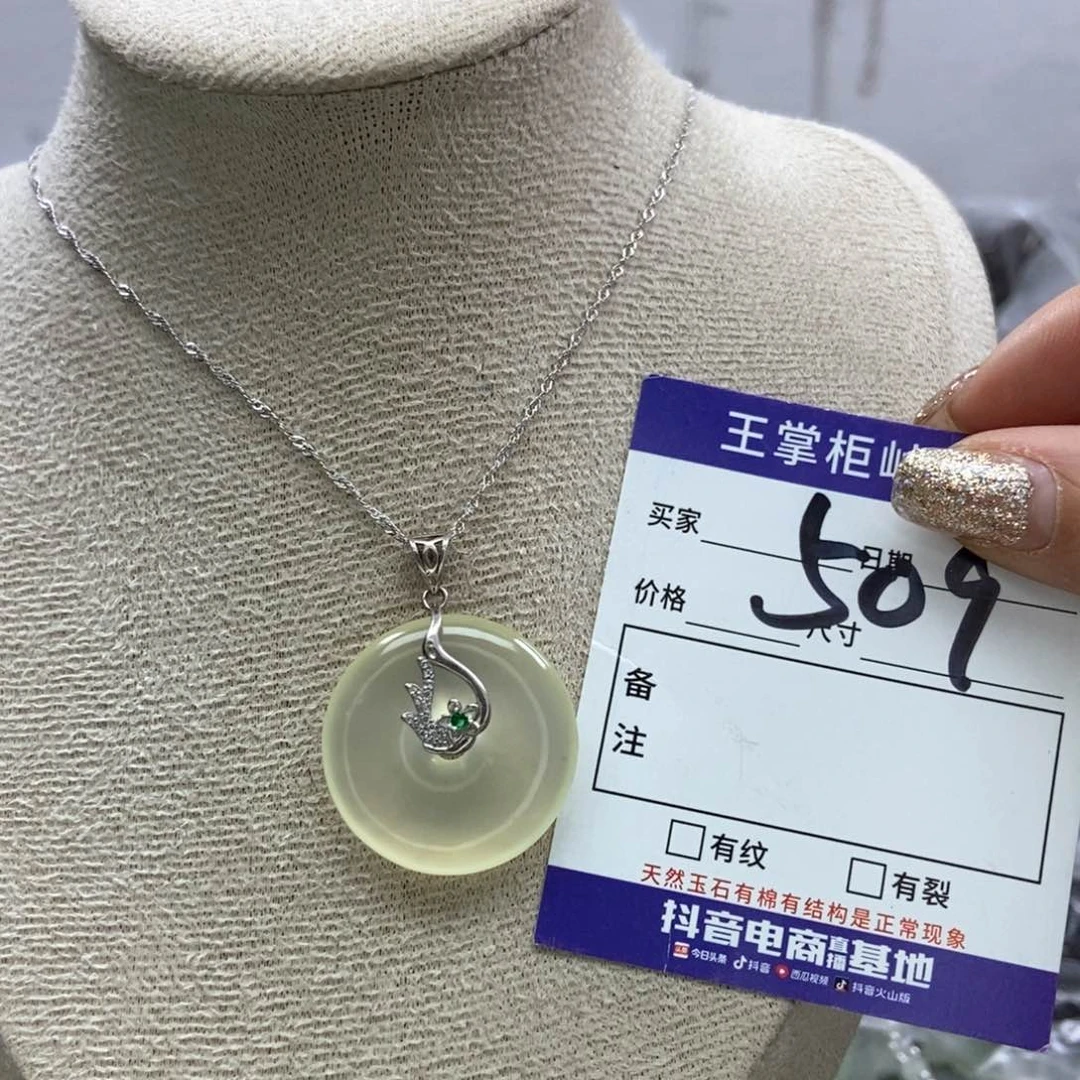 王掌柜
买家 日期
509
价格 尺寸
备
注
有纹 有裂
天然玉石有棉有结构是正常现象
抖音电商直播基地
头条 今日头条 抖音 西瓜视频 抖音火山版